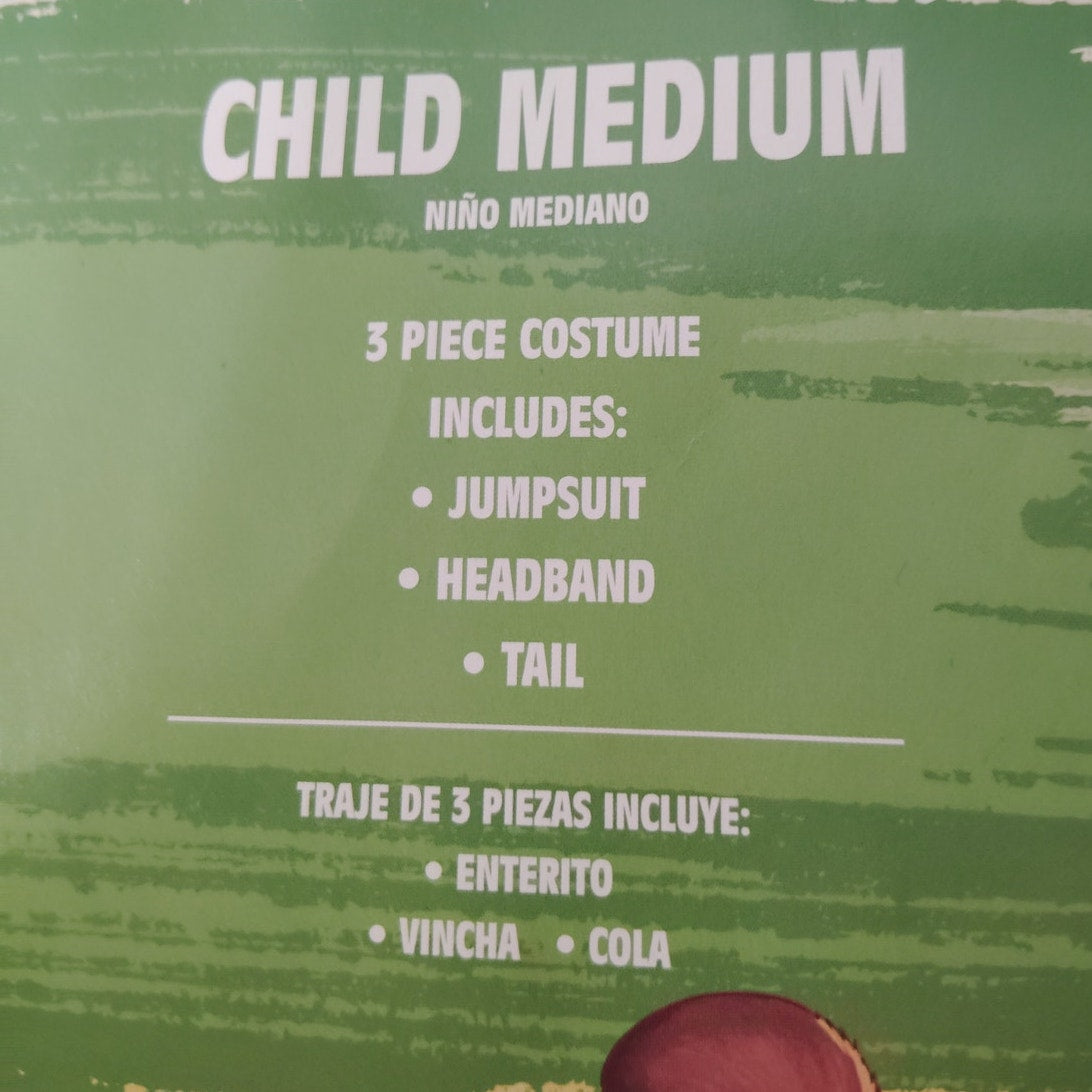 CHILD MEDIUM
NIÑO MEDIANO
3 PIECE COSTUME
INCLUDES:
• JUMPSUIT
• HEADBAND
• TAIL
TRAJE DE 3 PIEZAS INCLUYE:
• ENTERITO
• VINCHA • COLA